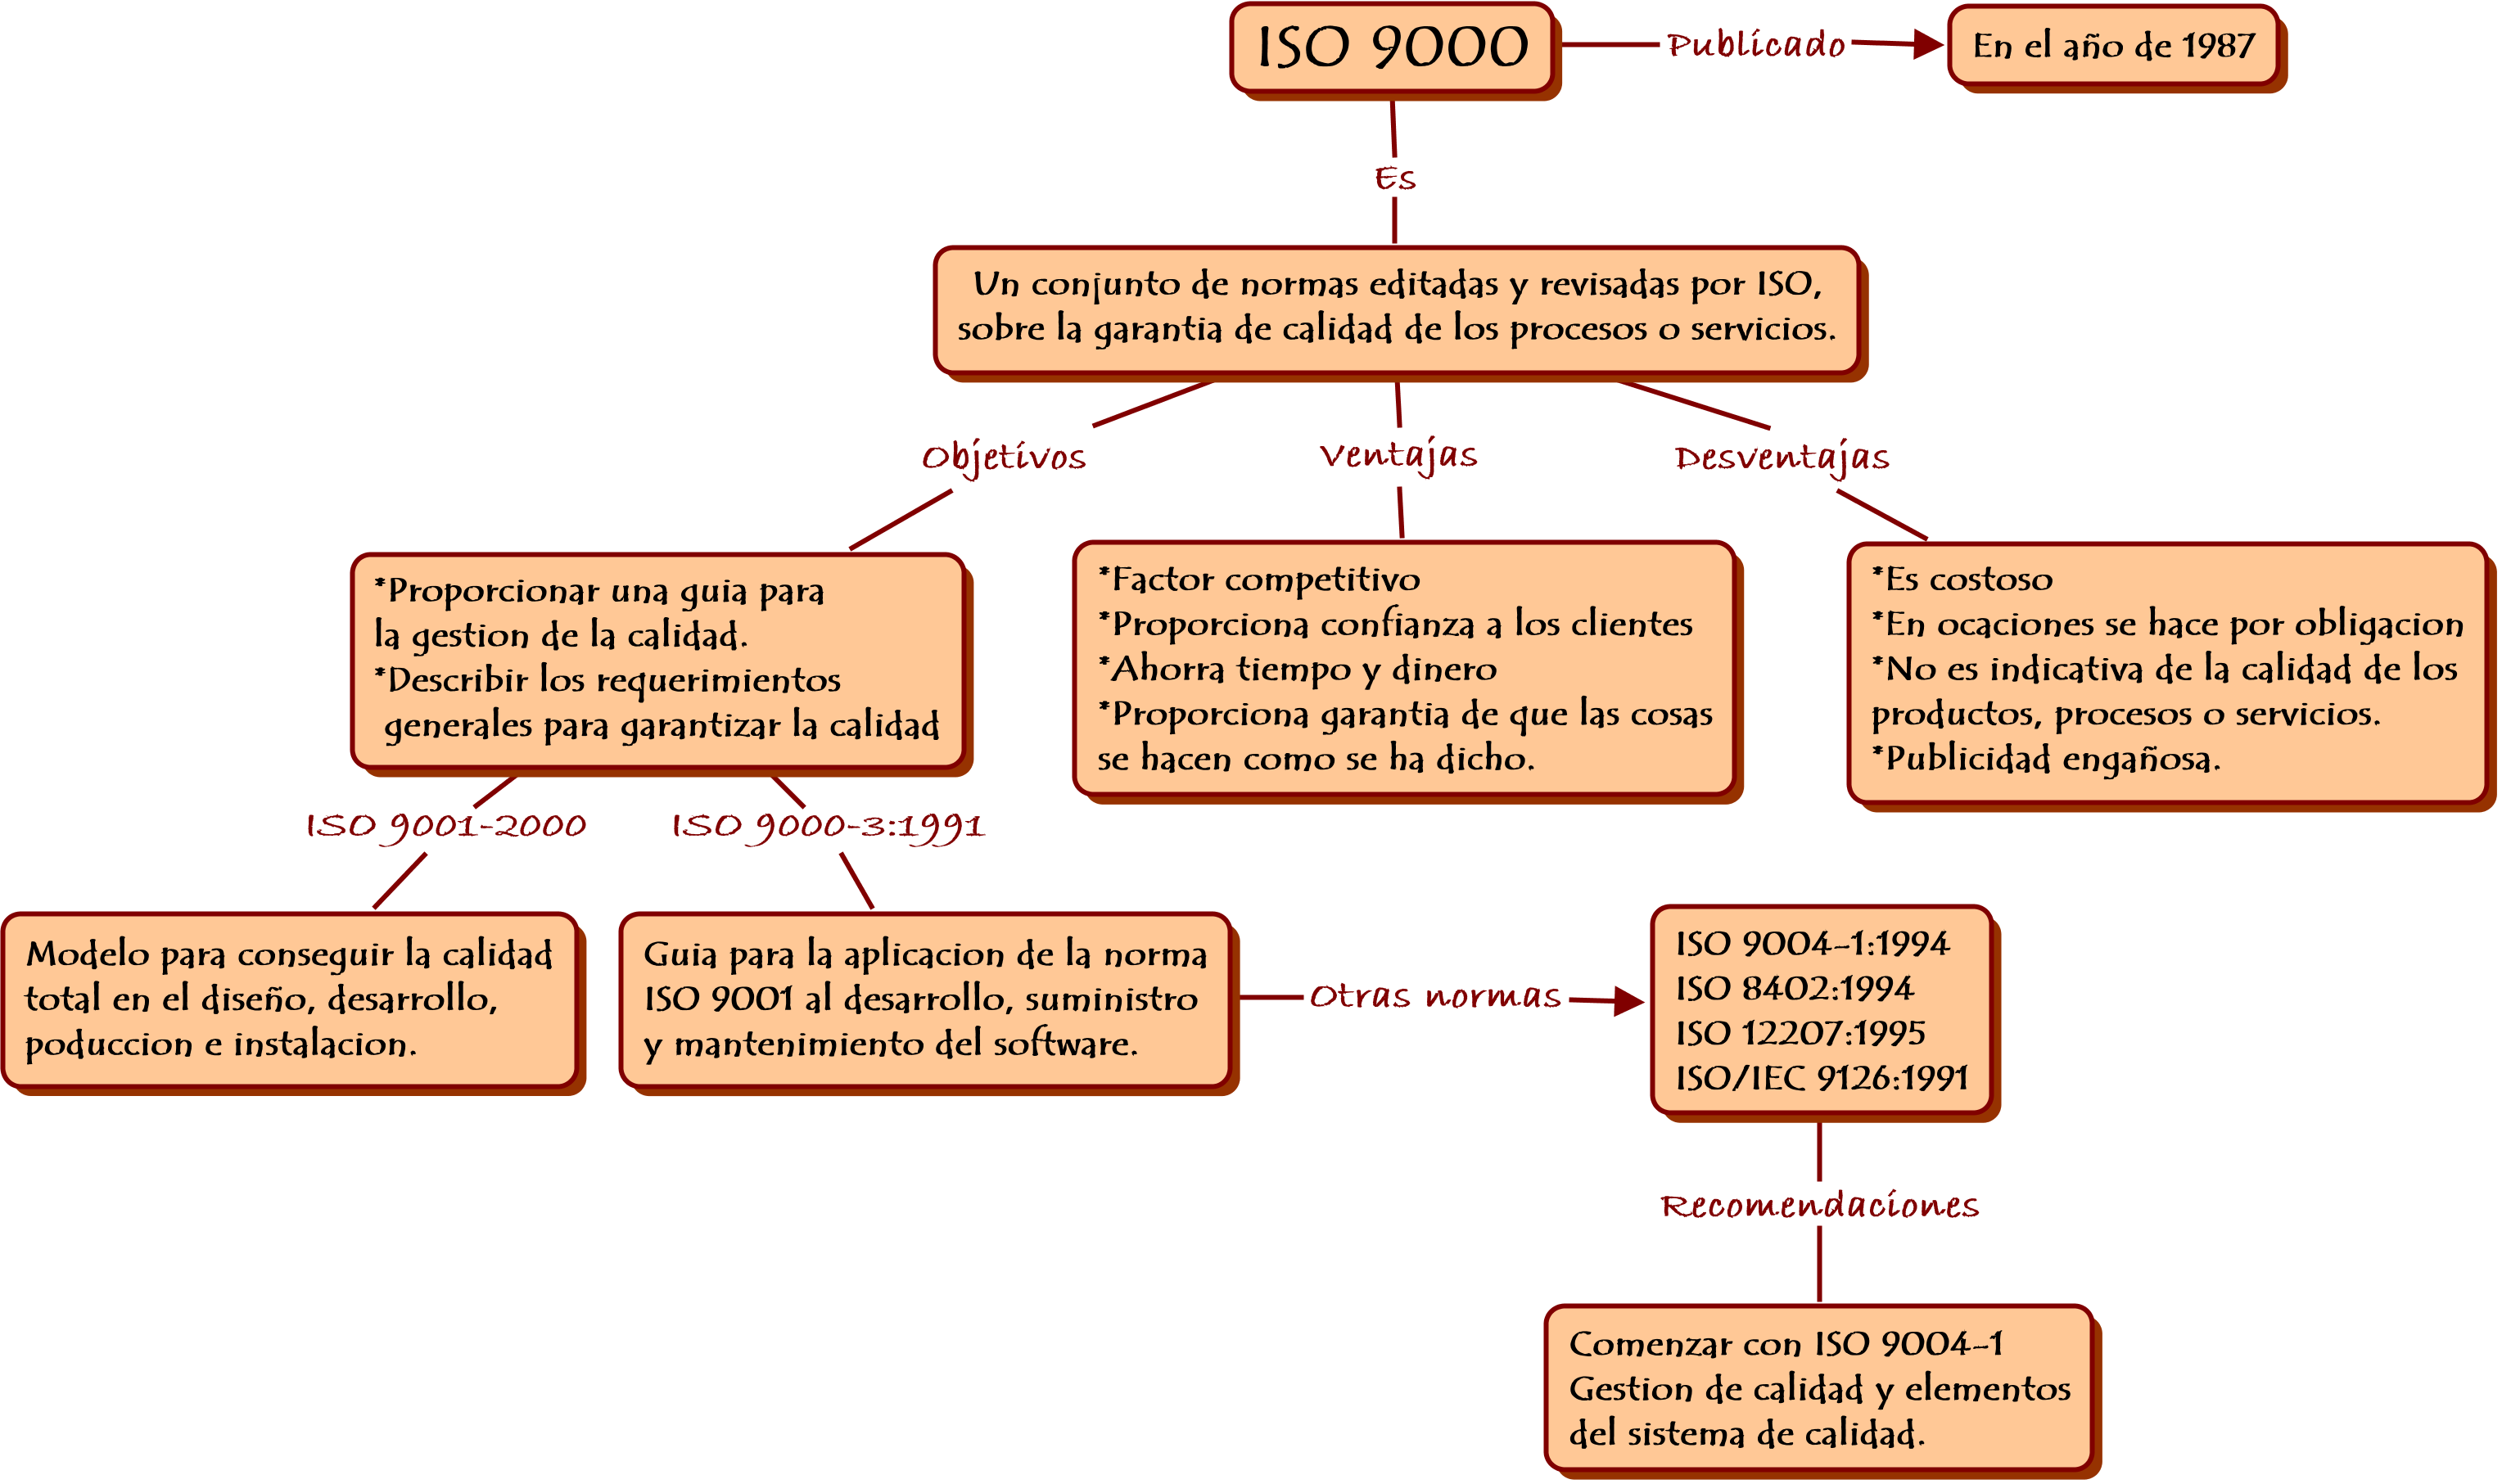 ISO 9000
Publicado
En el año de 1987
Es
Un conjunto de normas editadas y revisadas por ISO,
sobre la garantia de calidad de los procesos o servicios.
Objetivos
Ventajas
Desventajas
*Proporcionar una guia para
la gestion de la calidad.
*Describir los requerimientos
generales para garantizar la calidad
*Factor competitivo
*Proporciona confianza a los clientes
*Ahorra tiempo y dinero
*Proporciona garantia de que las cosas
se hacen como se ha dicho.
*Es costoso
*En ocaciones se hace por obligacion
*No es indicativa de la calidad de los
productos, procesos o servicios.
*Publicidad engañosa.
ISO 9001-2000
ISO 9000-3:1991
Modelo para conseguir la calidad
total en el diseño, desarrollo,
poduccion e instalacion.
Guia para la aplicacion de la norma
ISO 9001 al desarrollo, suministro
y mantenimiento del software.
Otras normas
ISO 9004-1:1994
ISO 8402:1994
ISO 12207:1995
ISO/IEC 9126:1991
Recomendaciones
Comenzar con ISO 9004-1
Gestion de calidad y elementos
del sistema de calidad.